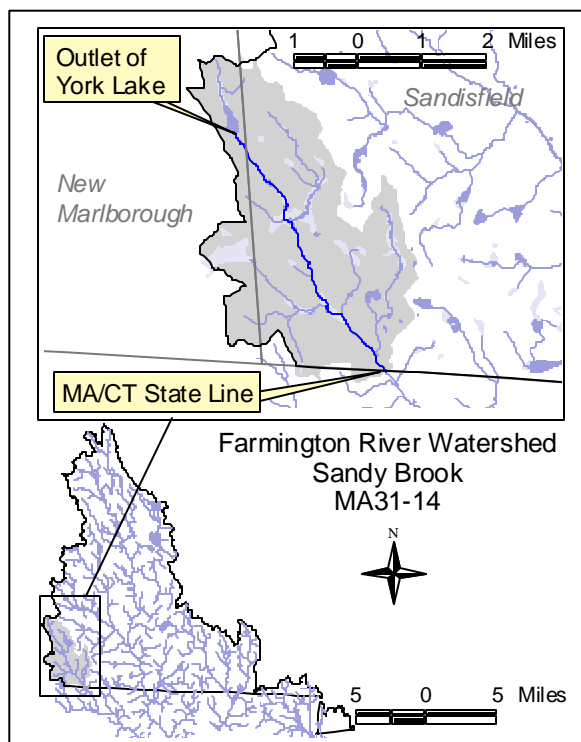 Outlet of
York Lake
1 0 1 2 Miles
Sandisfield
New
Marlborough
MA/CT State Line
Farmington River Watershed
Sandy Brook
MA31-14
N
5 0 5 Miles